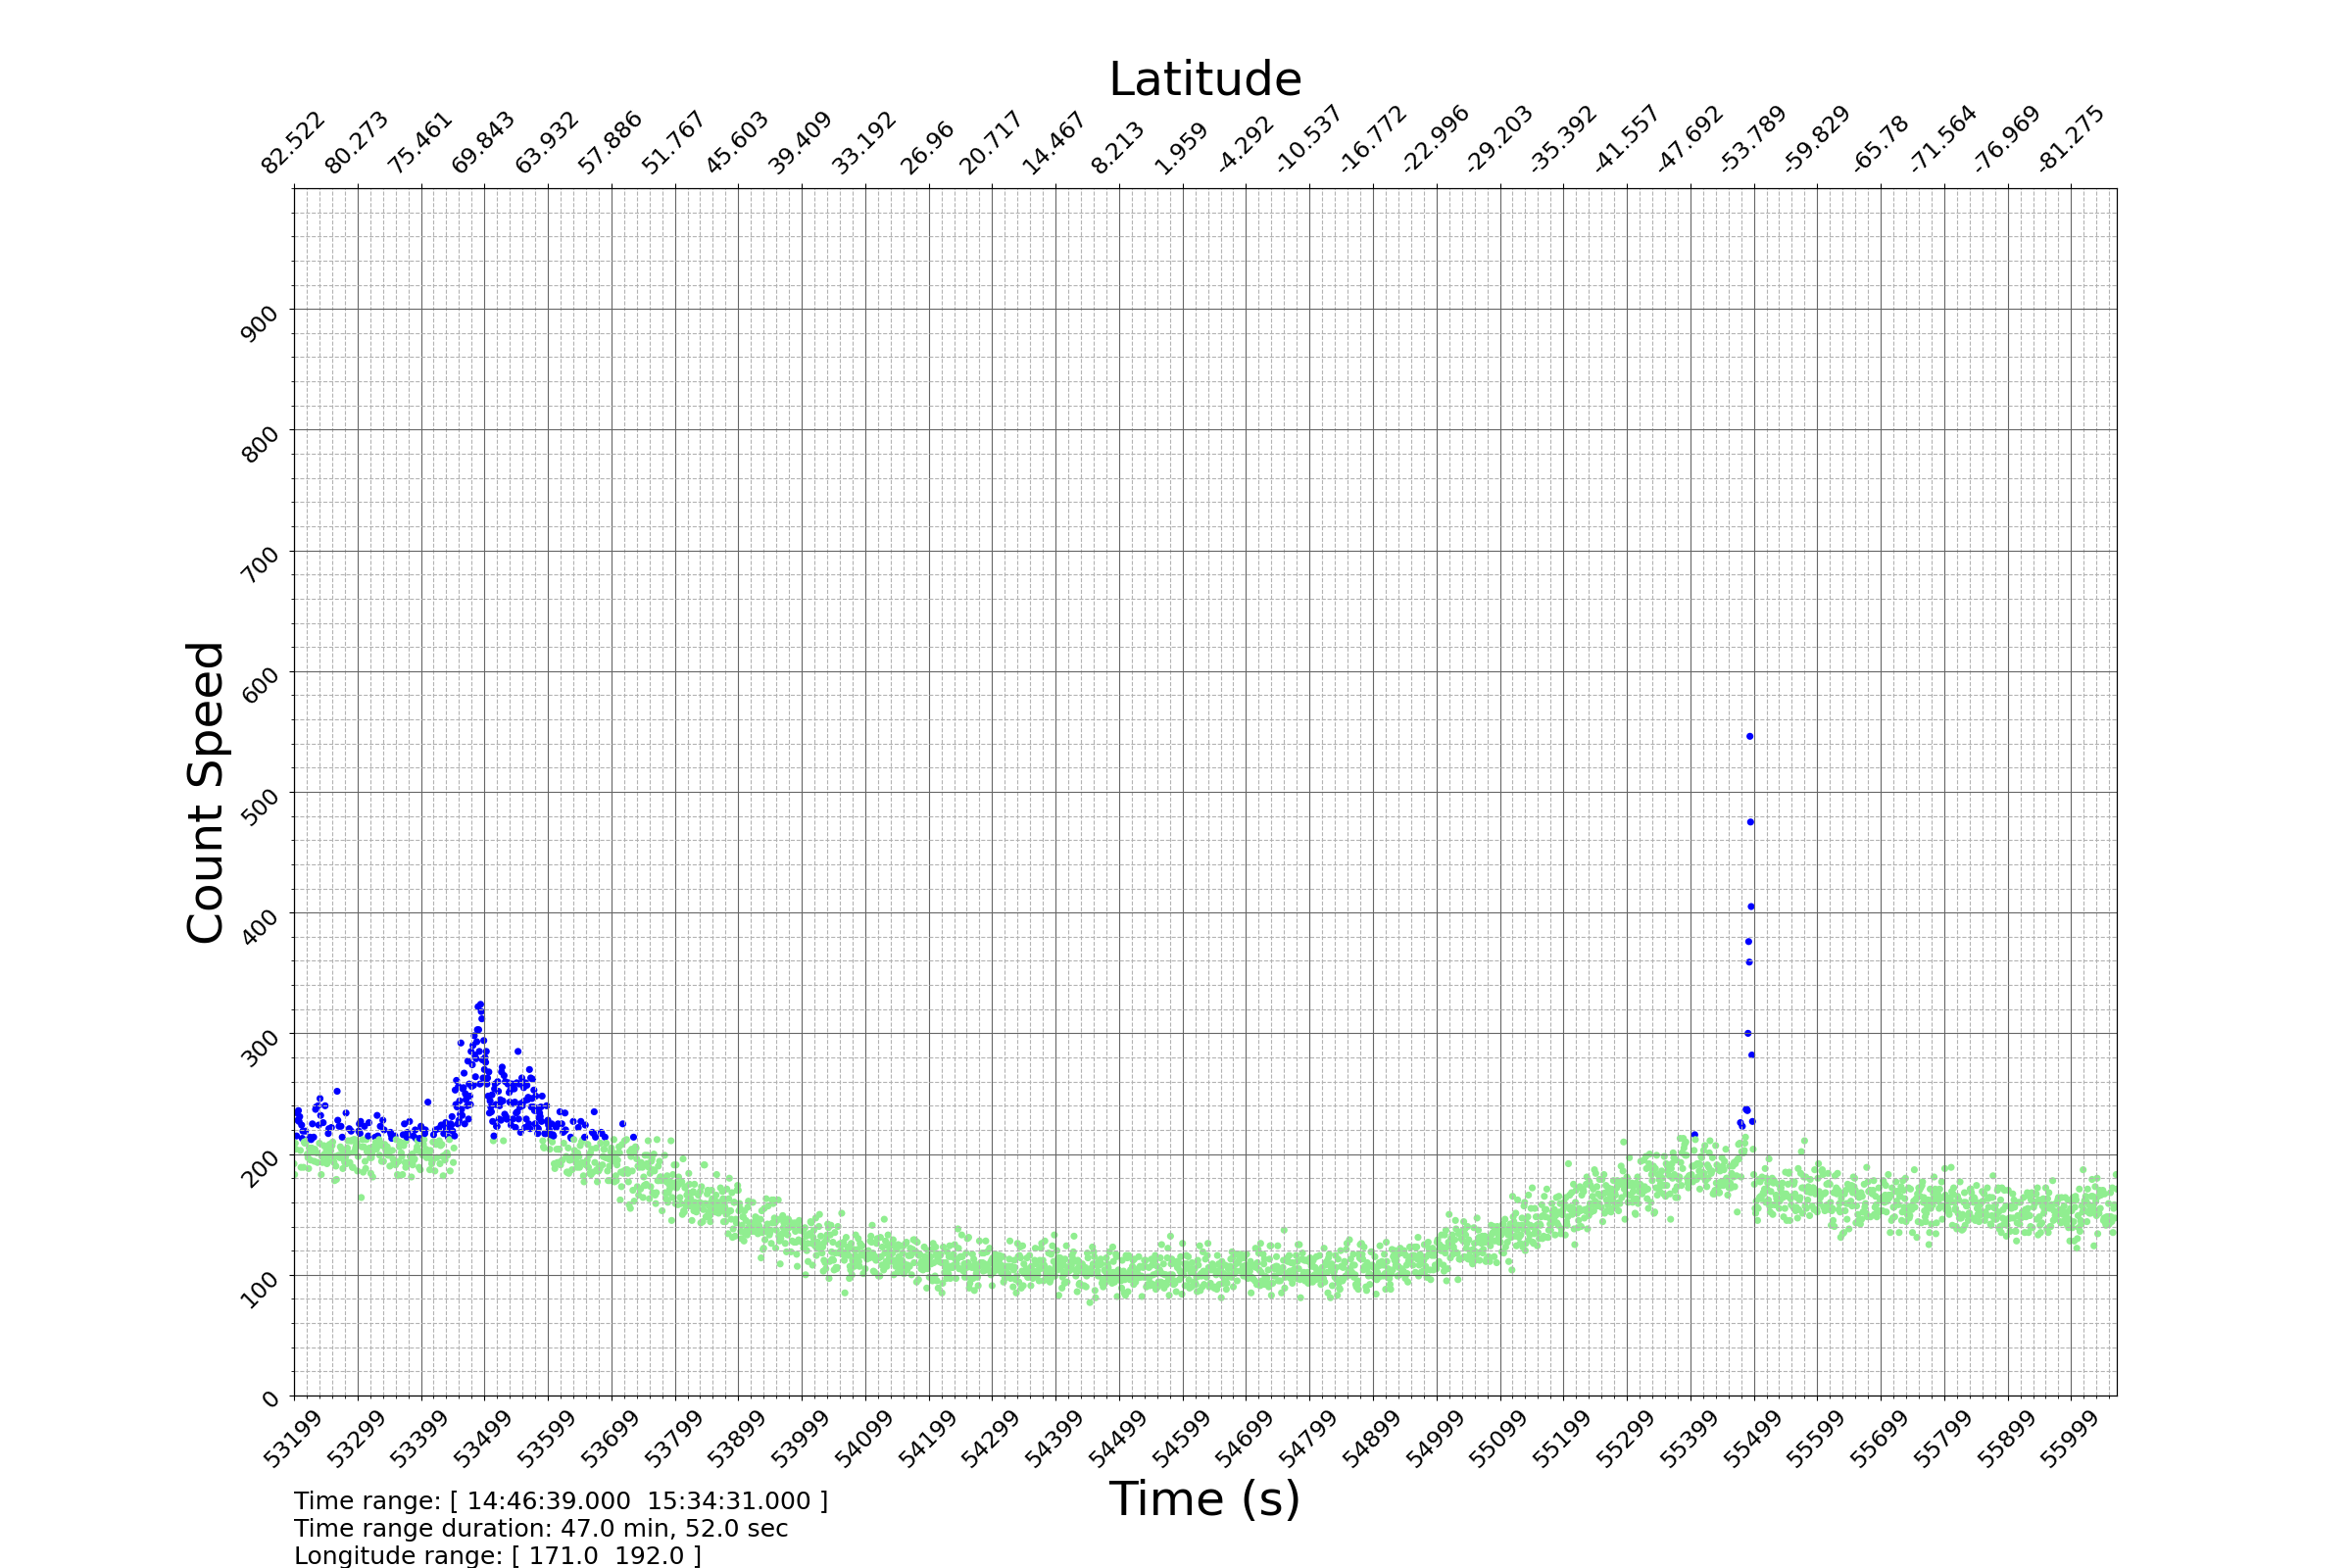 Latitude
82.522 80.273 75.461 69.843 63.932 57.886 51.767 45.603 39.409 33.192 26.96 20.717 14.467 8.213 1.959 -4.292 -10.537 -16.772 -22.996 -29.203 -35.392 -41.557 -47.692 -53.789 -59.829 -65.78 -71.564 -76.969 -81.275
900
800
700
600
500
400
300
200
100
0
Count Speed
53199 53299 53399 53499 53599 53699 53799 53899 53999 54099 54199 54299 54399 54499 54599 54699 54799 54899 54999 55099 55199 55299 55399 55499 55599 55699 55799 55899 55999
Time (s)
Time range: [ 14:46:39.000  15:34:31.000 ]
Time range duration: 47.0 min, 52.0 sec
Longitude range: [ 171.0  192.0 ]